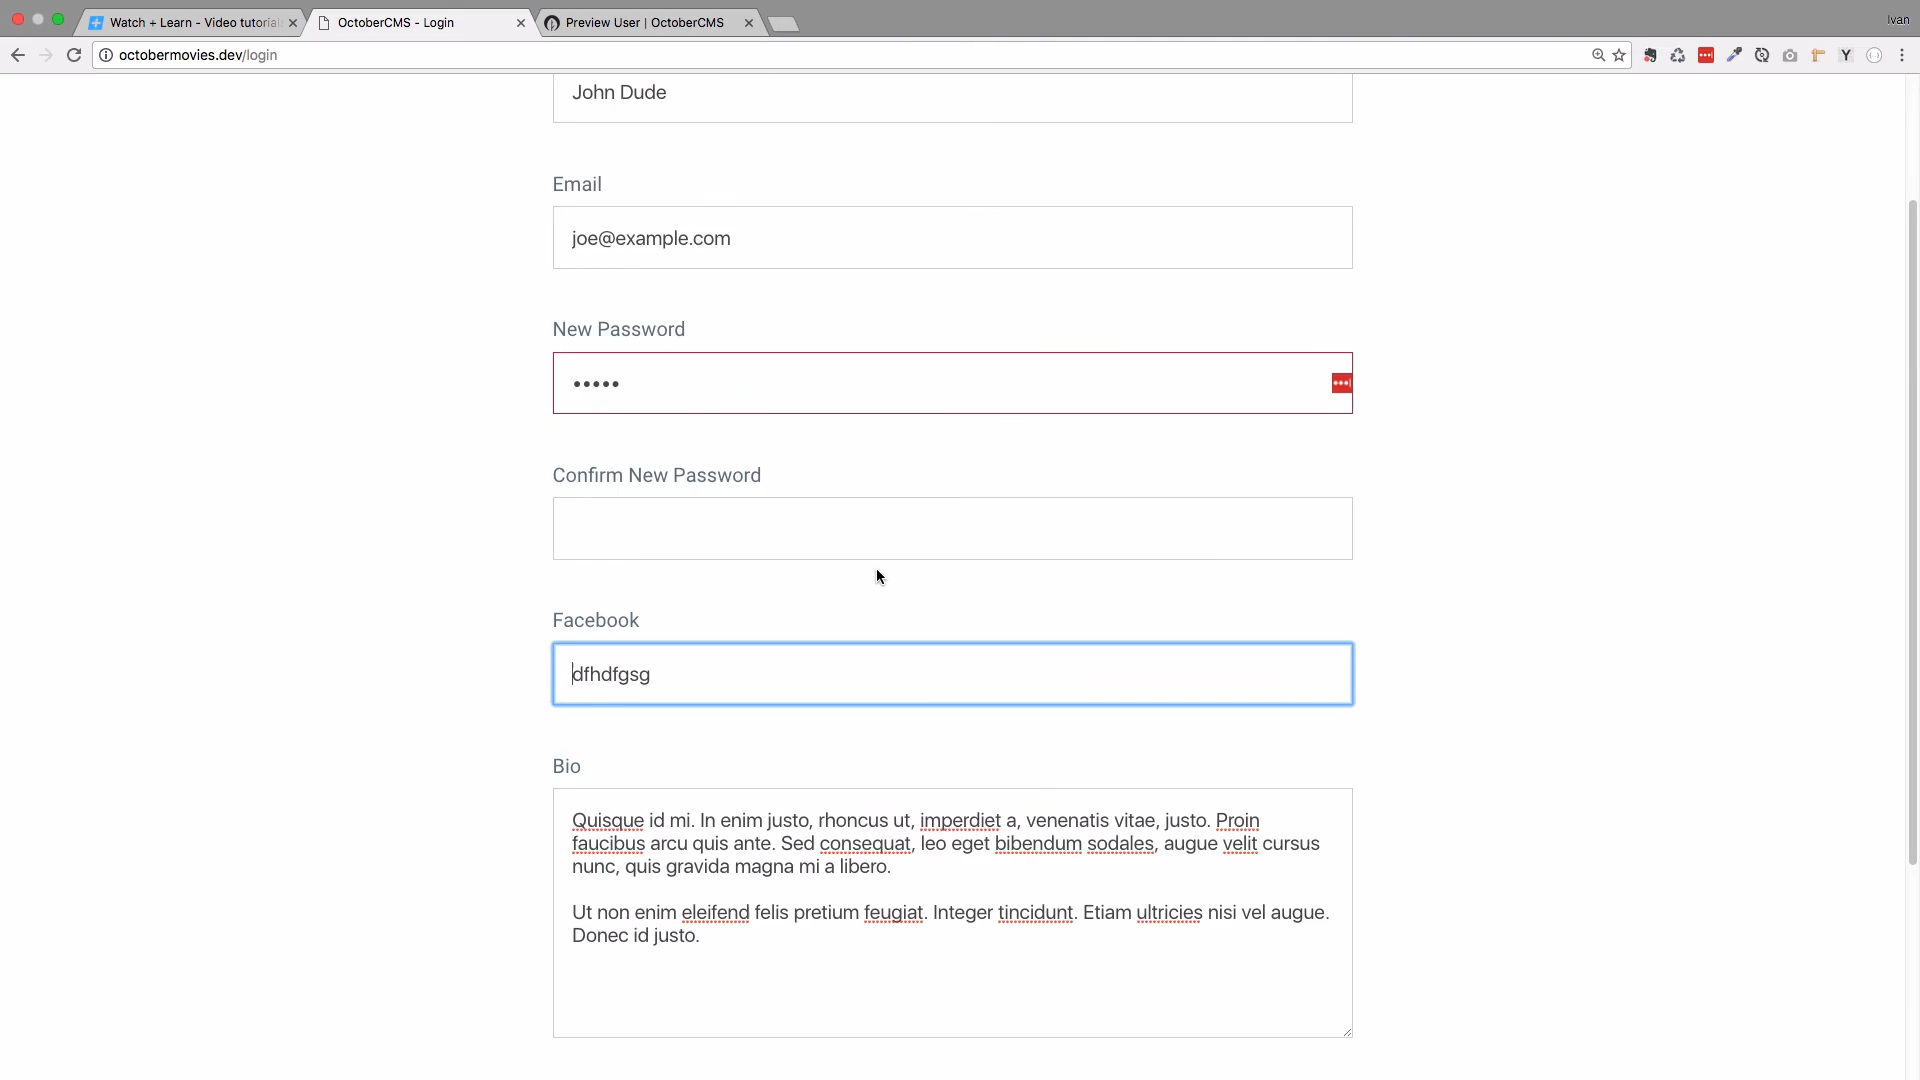 Watch + Learn - Video tutorial
OctoberCMS - Login
Preview User | OctoberCMS
Ivan
octobermovies.dev/login
Y
John Dude
Email
joe@example.com
New Password
•••••
Confirm New Password
Facebook
dfhdfgsg
Bio
Quisque id mi. In enim justo, rhoncus ut, imperdiet a, venenatis vitae, justo. Proin
faucibus arcu quis ante. Sed consequat, leo eget bibendum sodales, augue velit cursus
nunc, quis gravida magna mi a libero.
Ut non enim eleifend felis pretium feugiat. Integer tincidunt. Etiam ultricies nisi vel augue.
Donec id justo.